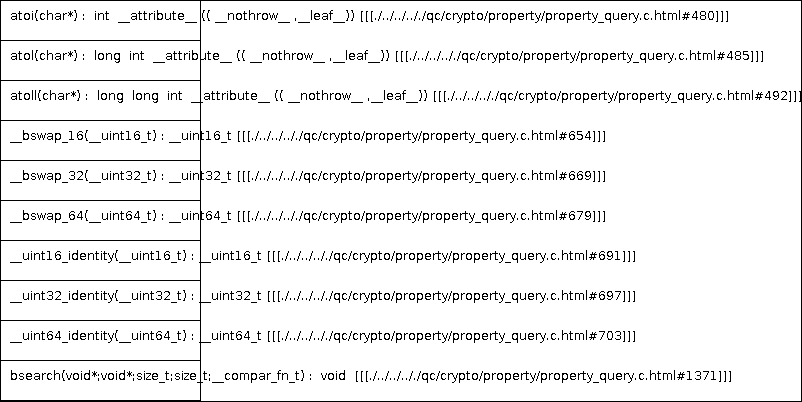 atoi(char*) : int __attribute__ (( __nothrow__ ,__leaf__)) [[[./../../../qc/crypto/property/property_query.c.html#480]]]
atol(char*) : long int __attribute__ (( __nothrow__ ,__leaf__)) [[[./../../../qc/crypto/property/property_query.c.html#485]]]
atoll(char*) : long long int __attribute__ (( __nothrow__ ,__leaf__)) [[[./../../../qc/crypto/property/property_query.c.html#492]]]
__bswap_16(__uint16_t) : __uint16_t [[[./../../../qc/crypto/property/property_query.c.html#654]]]
__bswap_32(__uint32_t) : __uint32_t [[[./../../../qc/crypto/property/property_query.c.html#669]]]
__bswap_64(__uint64_t) : __uint64_t [[[./../../../qc/crypto/property/property_query.c.html#679]]]
__uint16_identity(__uint16_t) : __uint16_t [[[./../../../qc/crypto/property/property_query.c.html#691]]]
__uint32_identity(__uint32_t) : __uint32_t [[[./../../../qc/crypto/property/property_query.c.html#697]]]
__uint64_identity(__uint64_t) : __uint64_t [[[./../../../qc/crypto/property/property_query.c.html#703]]]
bsearch(void*;void*;size_t;size_t;__compar_fn_t) : void [[[./../../../qc/crypto/property/property_query.c.html#1371]]]